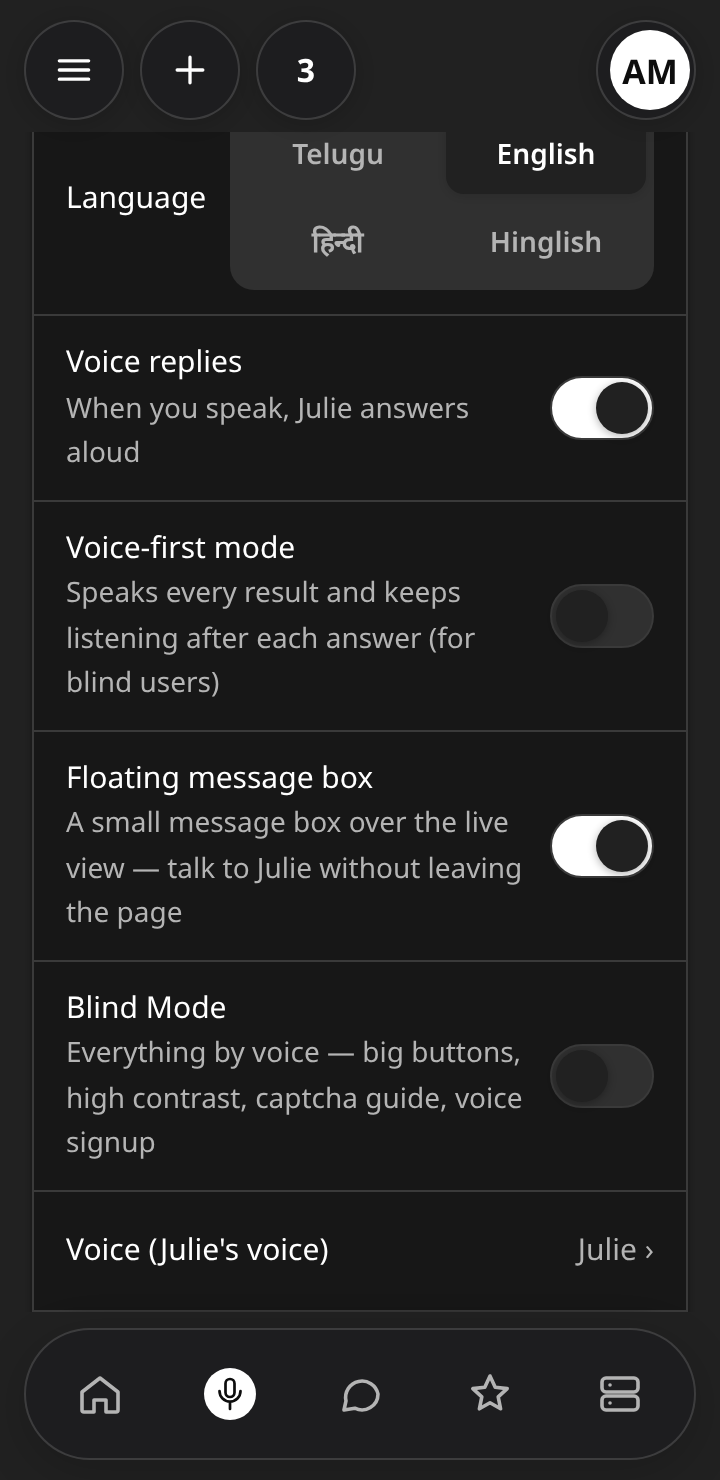 3
AM
Telugu
English
Language
हिन्दी
Hinglish
Voice replies
When you speak, Julie answers
aloud
Voice-first mode
Speaks every result and keeps
listening after each answer (for
blind users)
Floating message box
A small message box over the live
view — talk to Julie without leaving
the page
Blind Mode
Everything by voice — big buttons,
high contrast, captcha guide, voice
signup
Voice (Julie's voice)
Julie ›